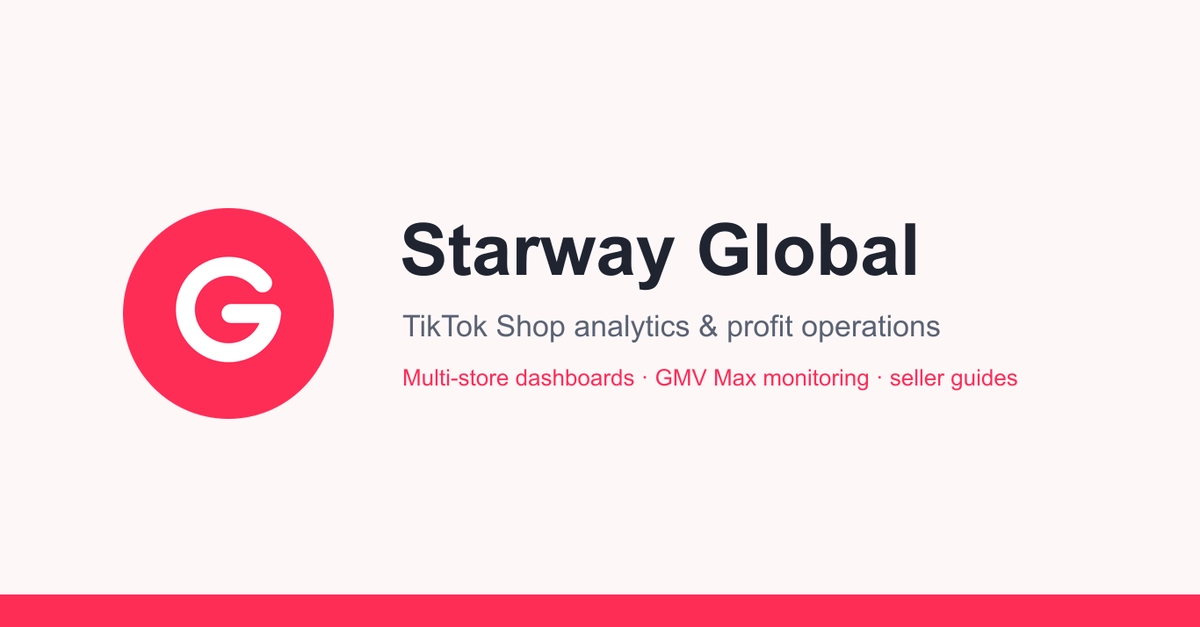 G
Starway Global
TikTok Shop analytics & profit operations
Multi-store dashboards · GMV Max monitoring · seller guides